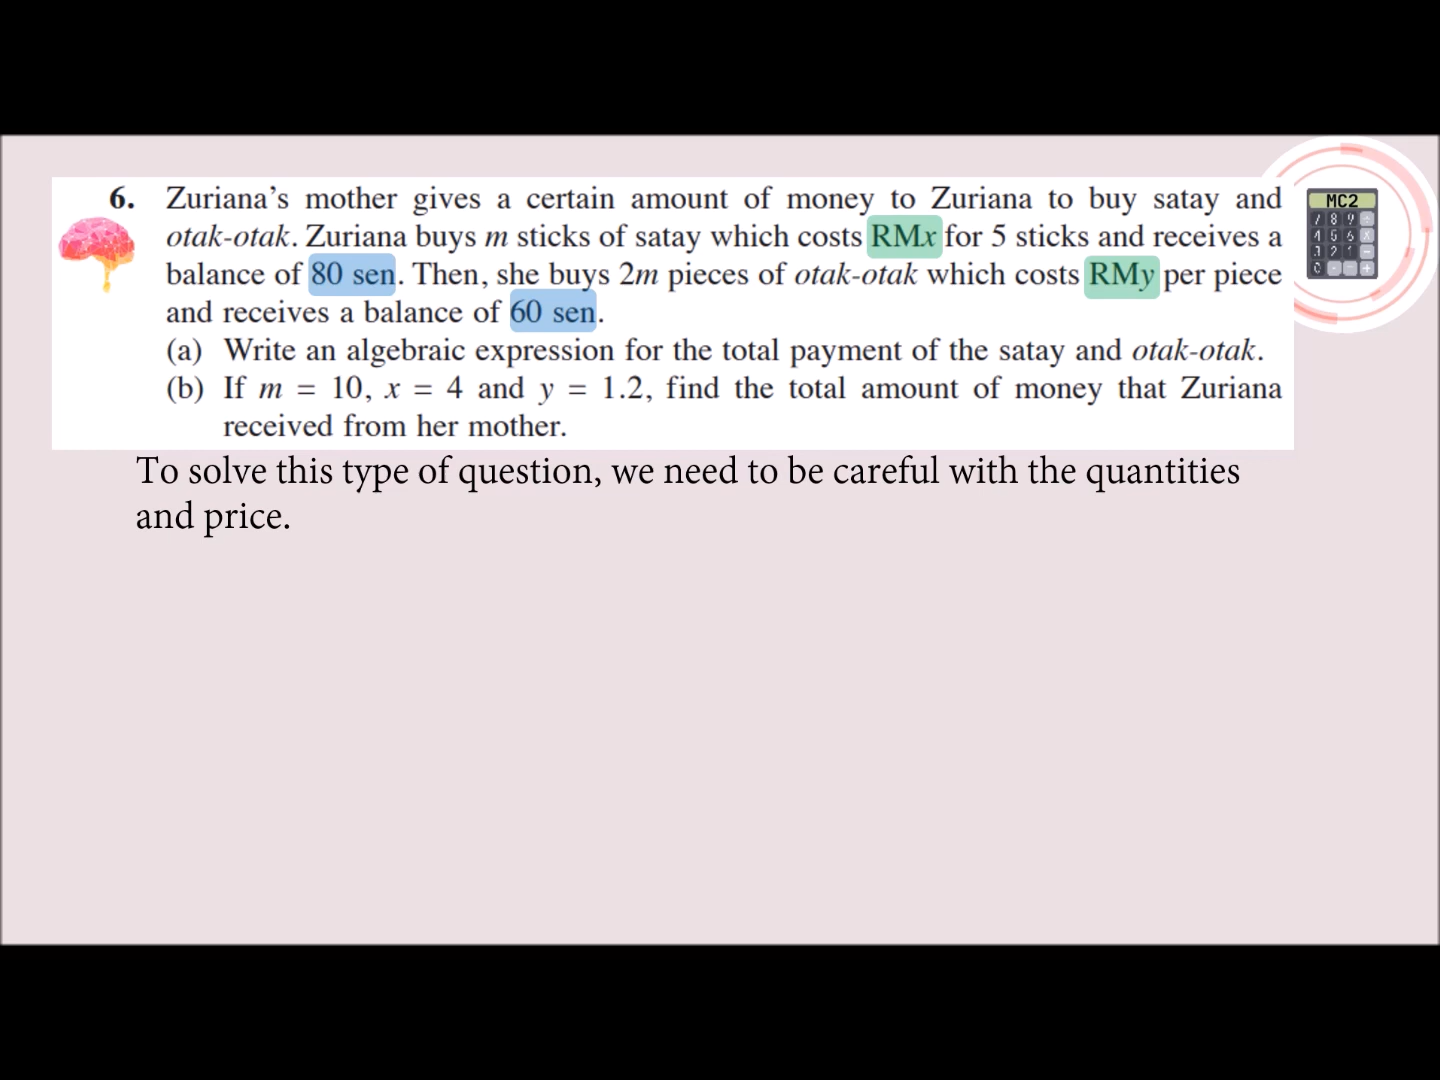 6. Zuriana's mother gives a certain amount of money to Zuriana to buy satay and
otak-otak. Zuriana buys m sticks of satay which costs RMx for 5 sticks and receives a
balance of 80 sen. Then, she buys 2m pieces of otak-otak which costs RMy per piece
and receives a balance of 60 sen.
(a) Write an algebraic expression for the total payment of the satay and otak-otak.
(b) If m = 10, x = 4 and y = 1.2, find the total amount of money that Zuriana
received from her mother.
To solve this type of question, we need to be careful with the quantities
and price.
MC2